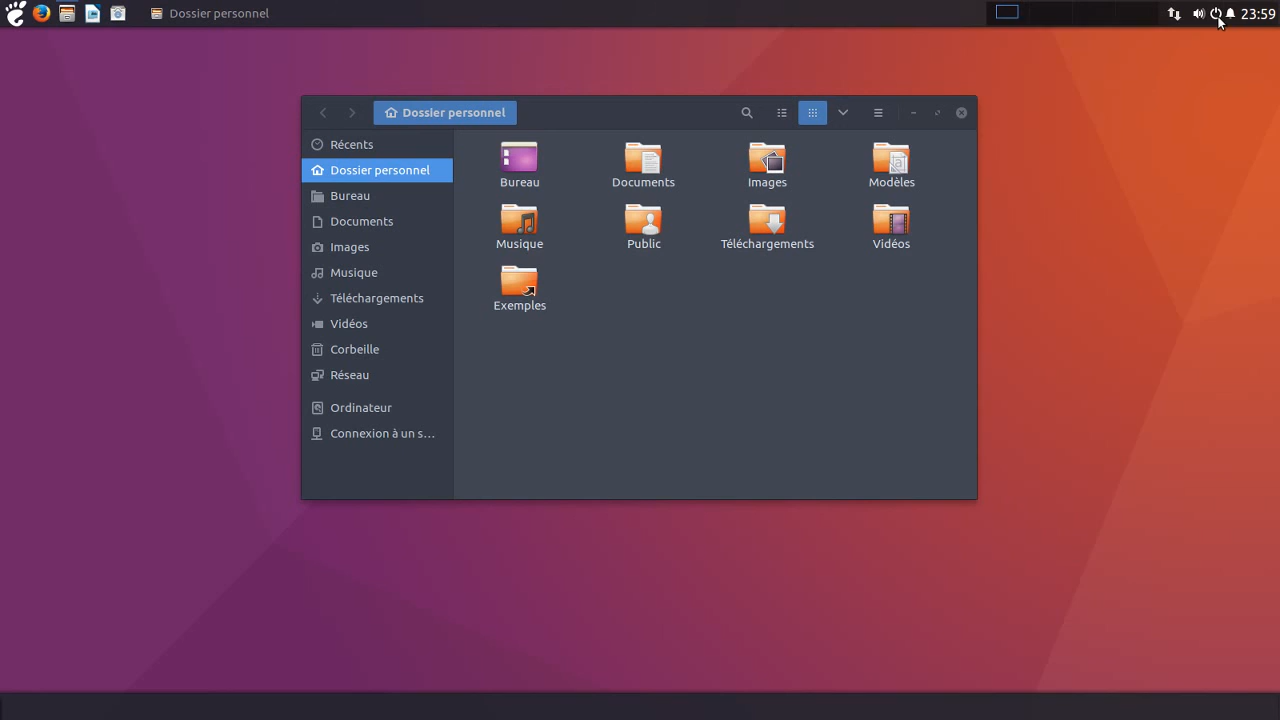 Dossier personnel
23:59
Dossier personnel
Récents
Dossier personnel
Bureau
Documents
Images
Musique
Téléchargements
Vidéos
Corbeille
Réseau
Ordinateur
Connexion à un s…
Bureau
Documents
Images
Modèles
Musique
Public
Téléchargements
Vidéos
Exemples